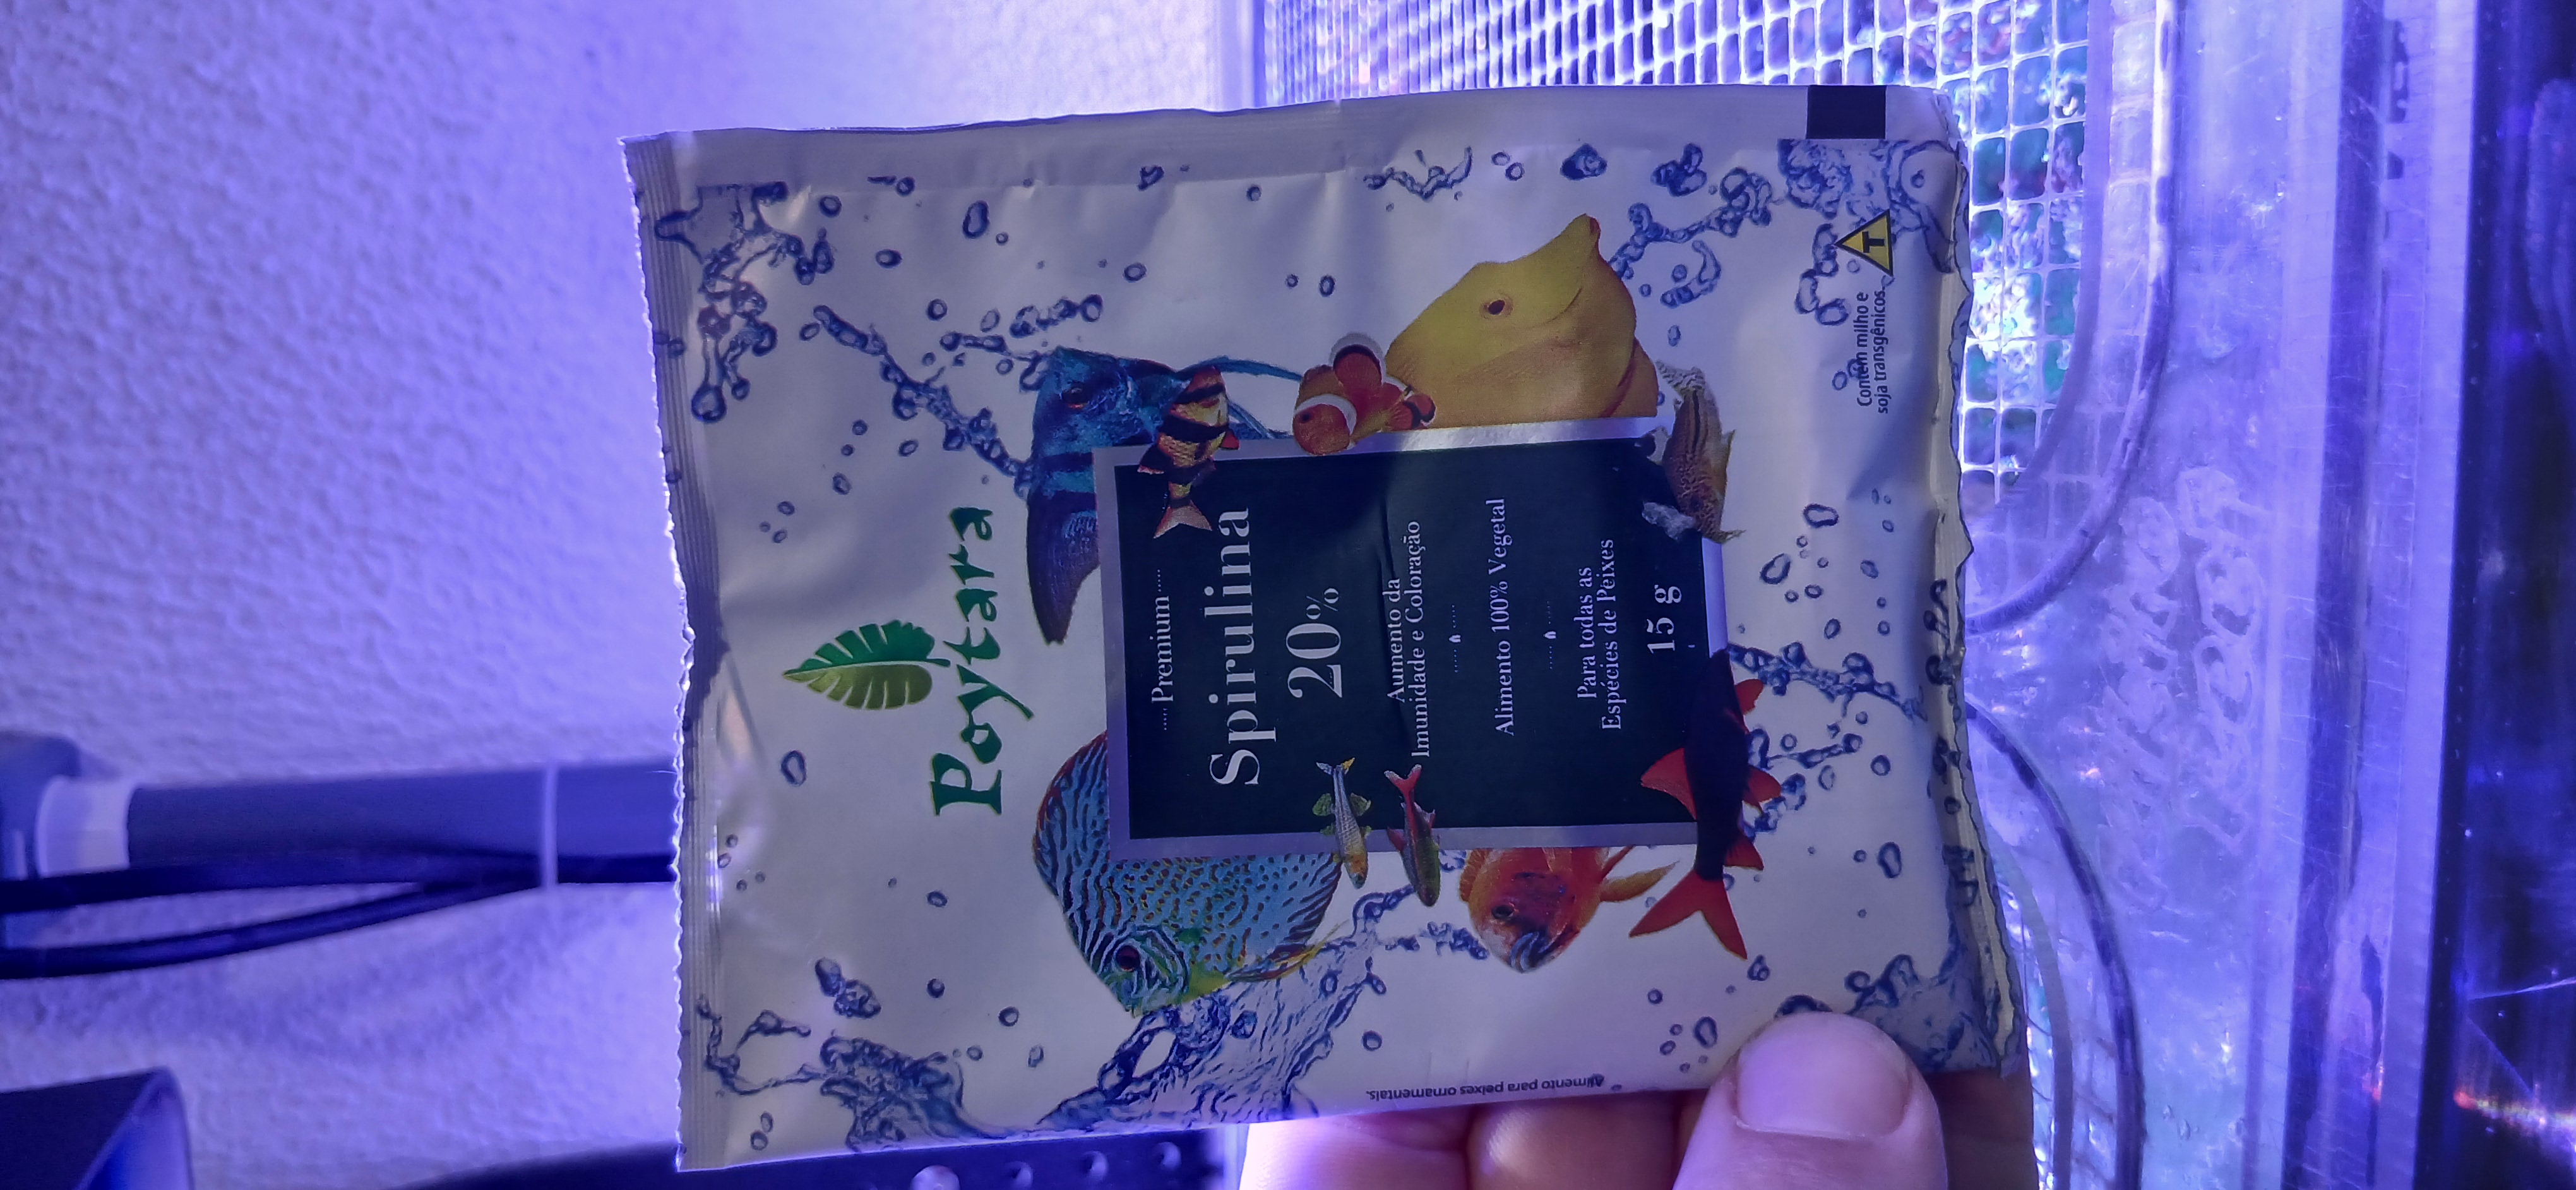 Poytara
Premium
Spirulina
20%
Aumento da
Imunidade e Coloração
Alimento 100% Vegetal
Para todas as
Espécies de Peixes
15 g
T
Contém milho e
soja transgênicos.
Alimento para peixes ornamentais.